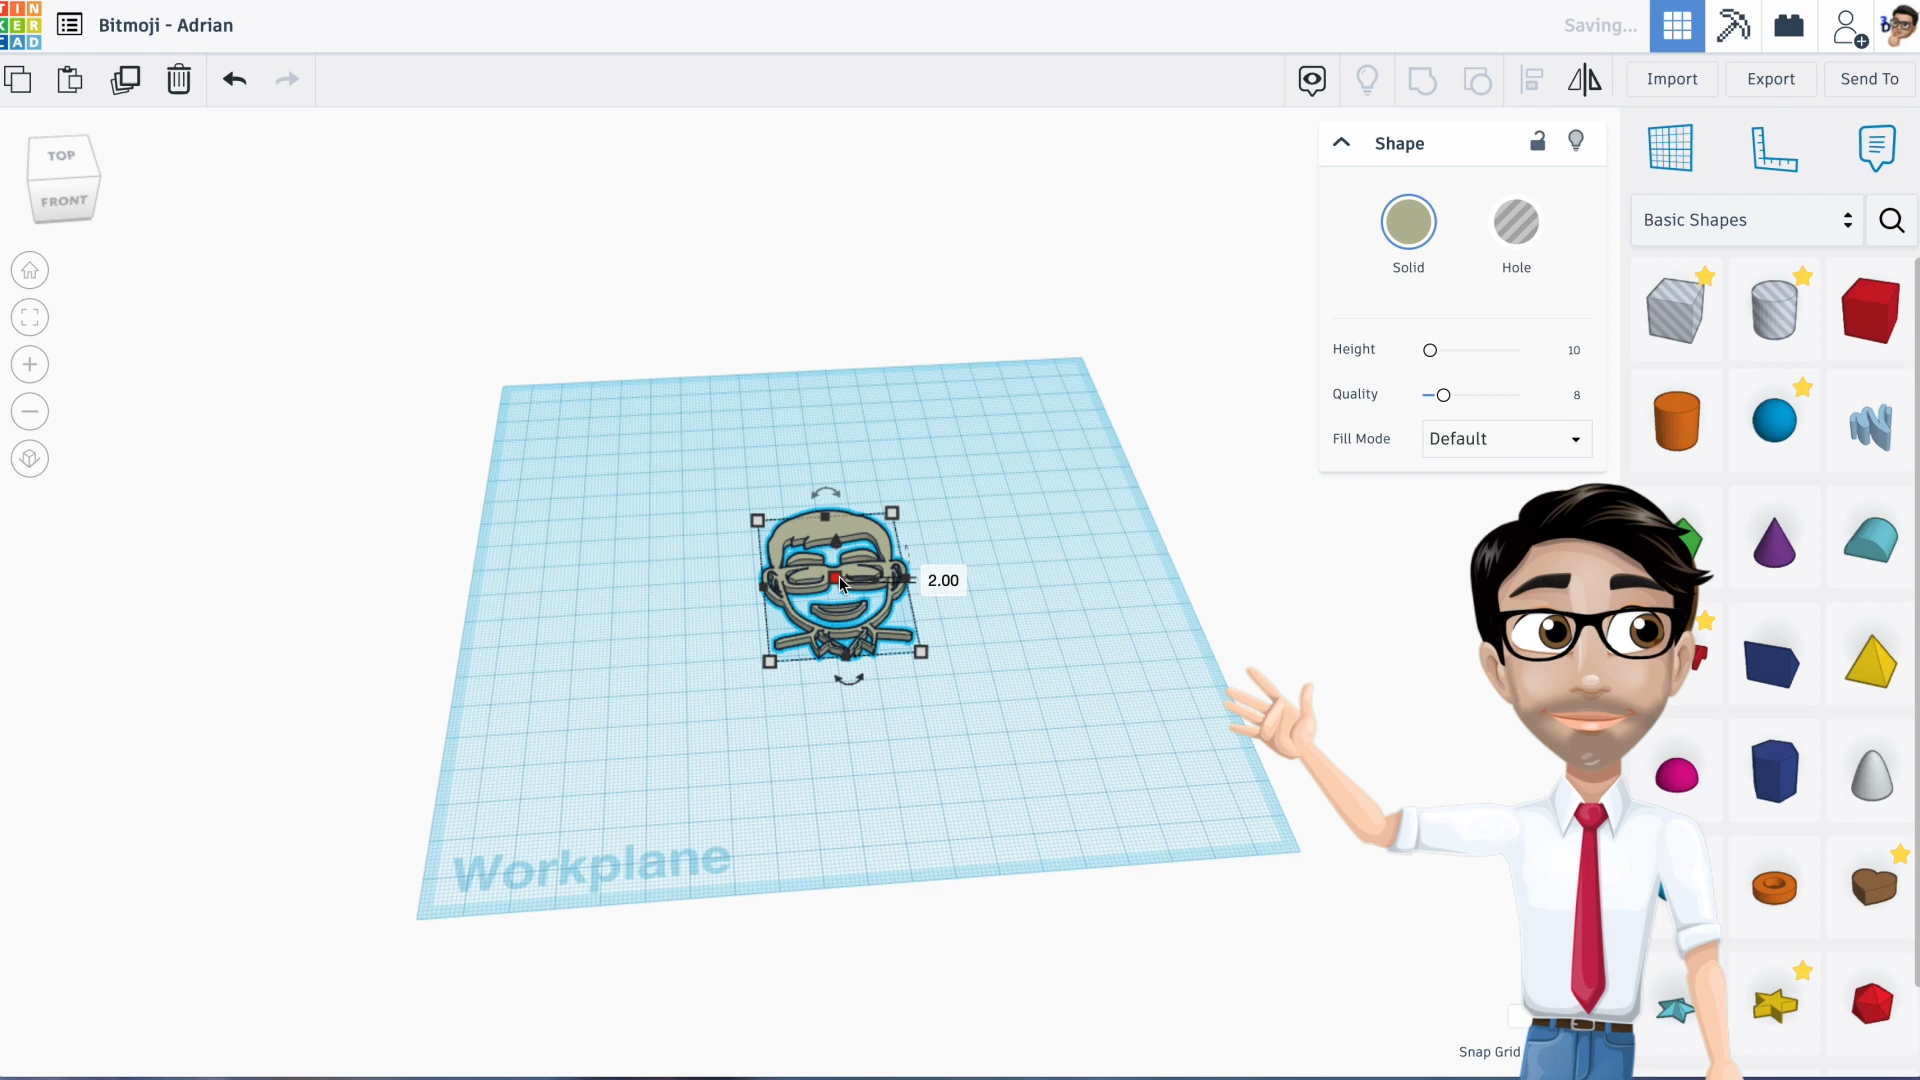 TIN
KER
CAD
Bitmoji - Adrian
Saving...
Import
Export
Send To
TOP
FRONT
Shape
Solid
Hole
Height
10
Quality
8
Fill Mode
Default
Basic Shapes
2.00
Workplane
Snap Grid